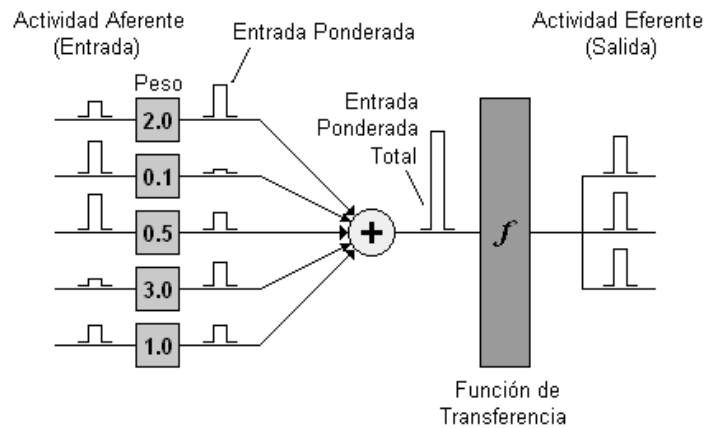 Actividad Aferente
(Entrada)
Entrada Ponderada
Actividad Eferente
(Salida)
Peso
2.0
0.1
0.5
3.0
1.0
+
Entrada
Ponderada
Total
f
Función de
Transferencia